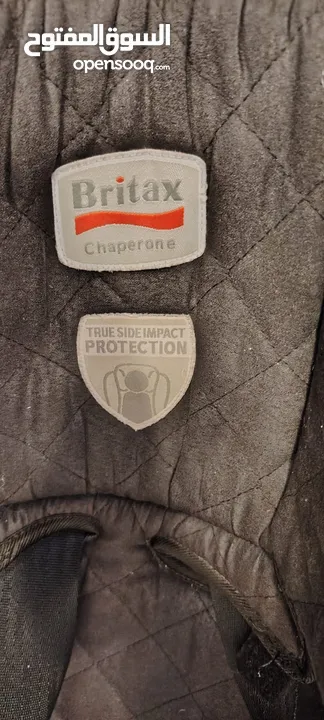 السوق المفتوح
opensooq.com
Britax
Chaperone
TRUE SIDE IMPACT
PROTECTION